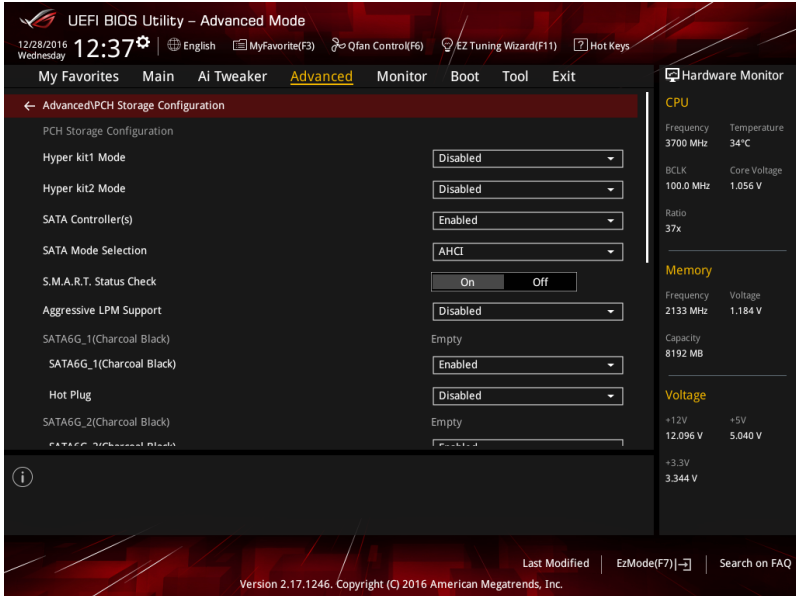 UEFI BIOS Utility – Advanced Mode
12/28/2016
Wednesday
12:37
English
MyFavorite(F3)
Qfan Control(F6)
EZ Tuning Wizard(F11)
? Hot Keys
My Favorites Main Ai Tweaker Advanced Monitor Boot Tool Exit
Advanced\PCH Storage Configuration
PCH Storage Configuration
Hyper kit1 Mode Disabled
Hyper kit2 Mode Disabled
SATA Controller(s) Enabled
SATA Mode Selection AHCI
S.M.A.R.T. Status Check On Off
Aggressive LPM Support Disabled
SATA6G_1(Charcoal Black) Empty
SATA6G_1(Charcoal Black) Enabled
Hot Plug Disabled
SATA6G_2(Charcoal Black) Empty
SATA6G_2(Charcoal Black) Enabled
Hardware Monitor
CPU
Frequency Temperature
3700 MHz 34°C
BCLK Core Voltage
100.0 MHz 1.056 V
Ratio
37x
Memory
Frequency Voltage
2133 MHz 1.184 V
Capacity
8192 MB
Voltage
+12V +5V
12.096 V 5.040 V
+3.3V
3.344 V
Last Modified EzMode(F7) Search on FAQ
Version 2.17.1246. Copyright (C) 2016 American Megatrends, Inc.